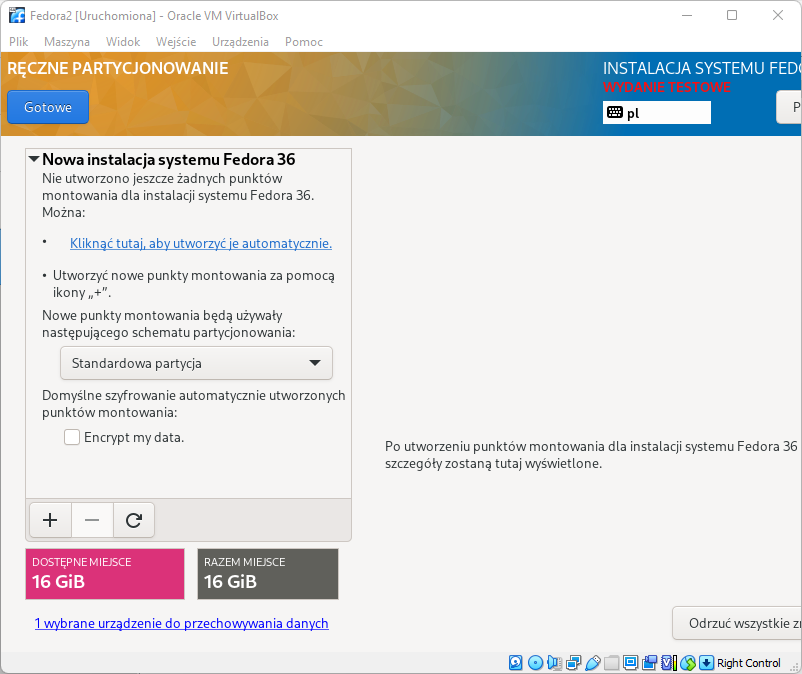 Fedora2 [Uruchomiona] - Oracle VM VirtualBox
Plik Maszyna Widok Wejście Urządzenia Pomoc
RĘCZNE PARTYCJONOWANIE
INSTALACJA SYSTEMU FEDO
WYDANIE TESTOWE
Gotowe
pl
P
Nowa instalacja systemu Fedora 36
Nie utworzono jeszcze żadnych punktów
montowania dla instalacji systemu Fedora 36.
Można:
• Kliknąć tutaj, aby utworzyć je automatycznie.
• Utworzyć nowe punkty montowania za pomocą
ikony „+”.
Nowe punkty montowania będą używały
następującego schematu partycjonowania:
Standardowa partycja
Domyślne szyfrowanie automatycznie utworzonych
punktów montowania:
Encrypt my data.
Po utworzeniu punktów montowania dla instalacji systemu Fedora 36
szczegóły zostaną tutaj wyświetlone.
DOSTĘPNE MIEJSCE
16 GiB
RAZEM MIEJSCE
16 GiB
1 wybrane urządzenie do przechowywania danych
Odrzuć wszystkie zm
Right Control